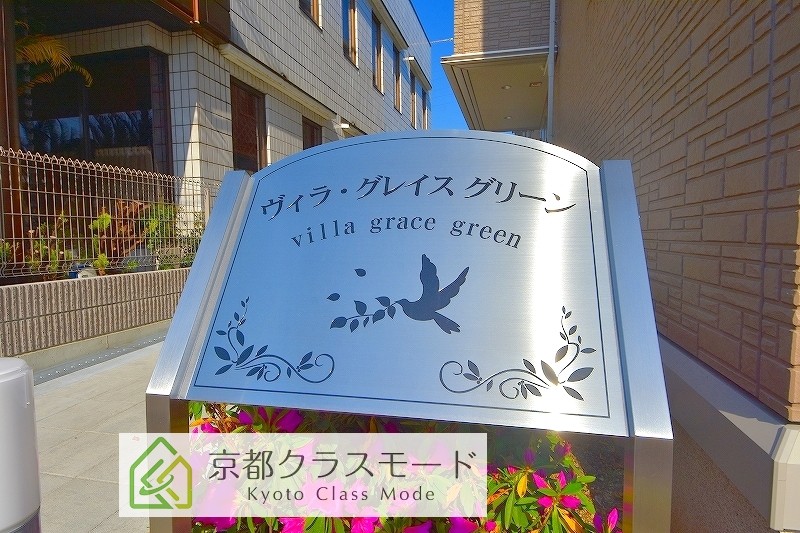 ヴィラ・グレイス グリーン
villa grace green
京都クラスモード
Kyoto Class Mode